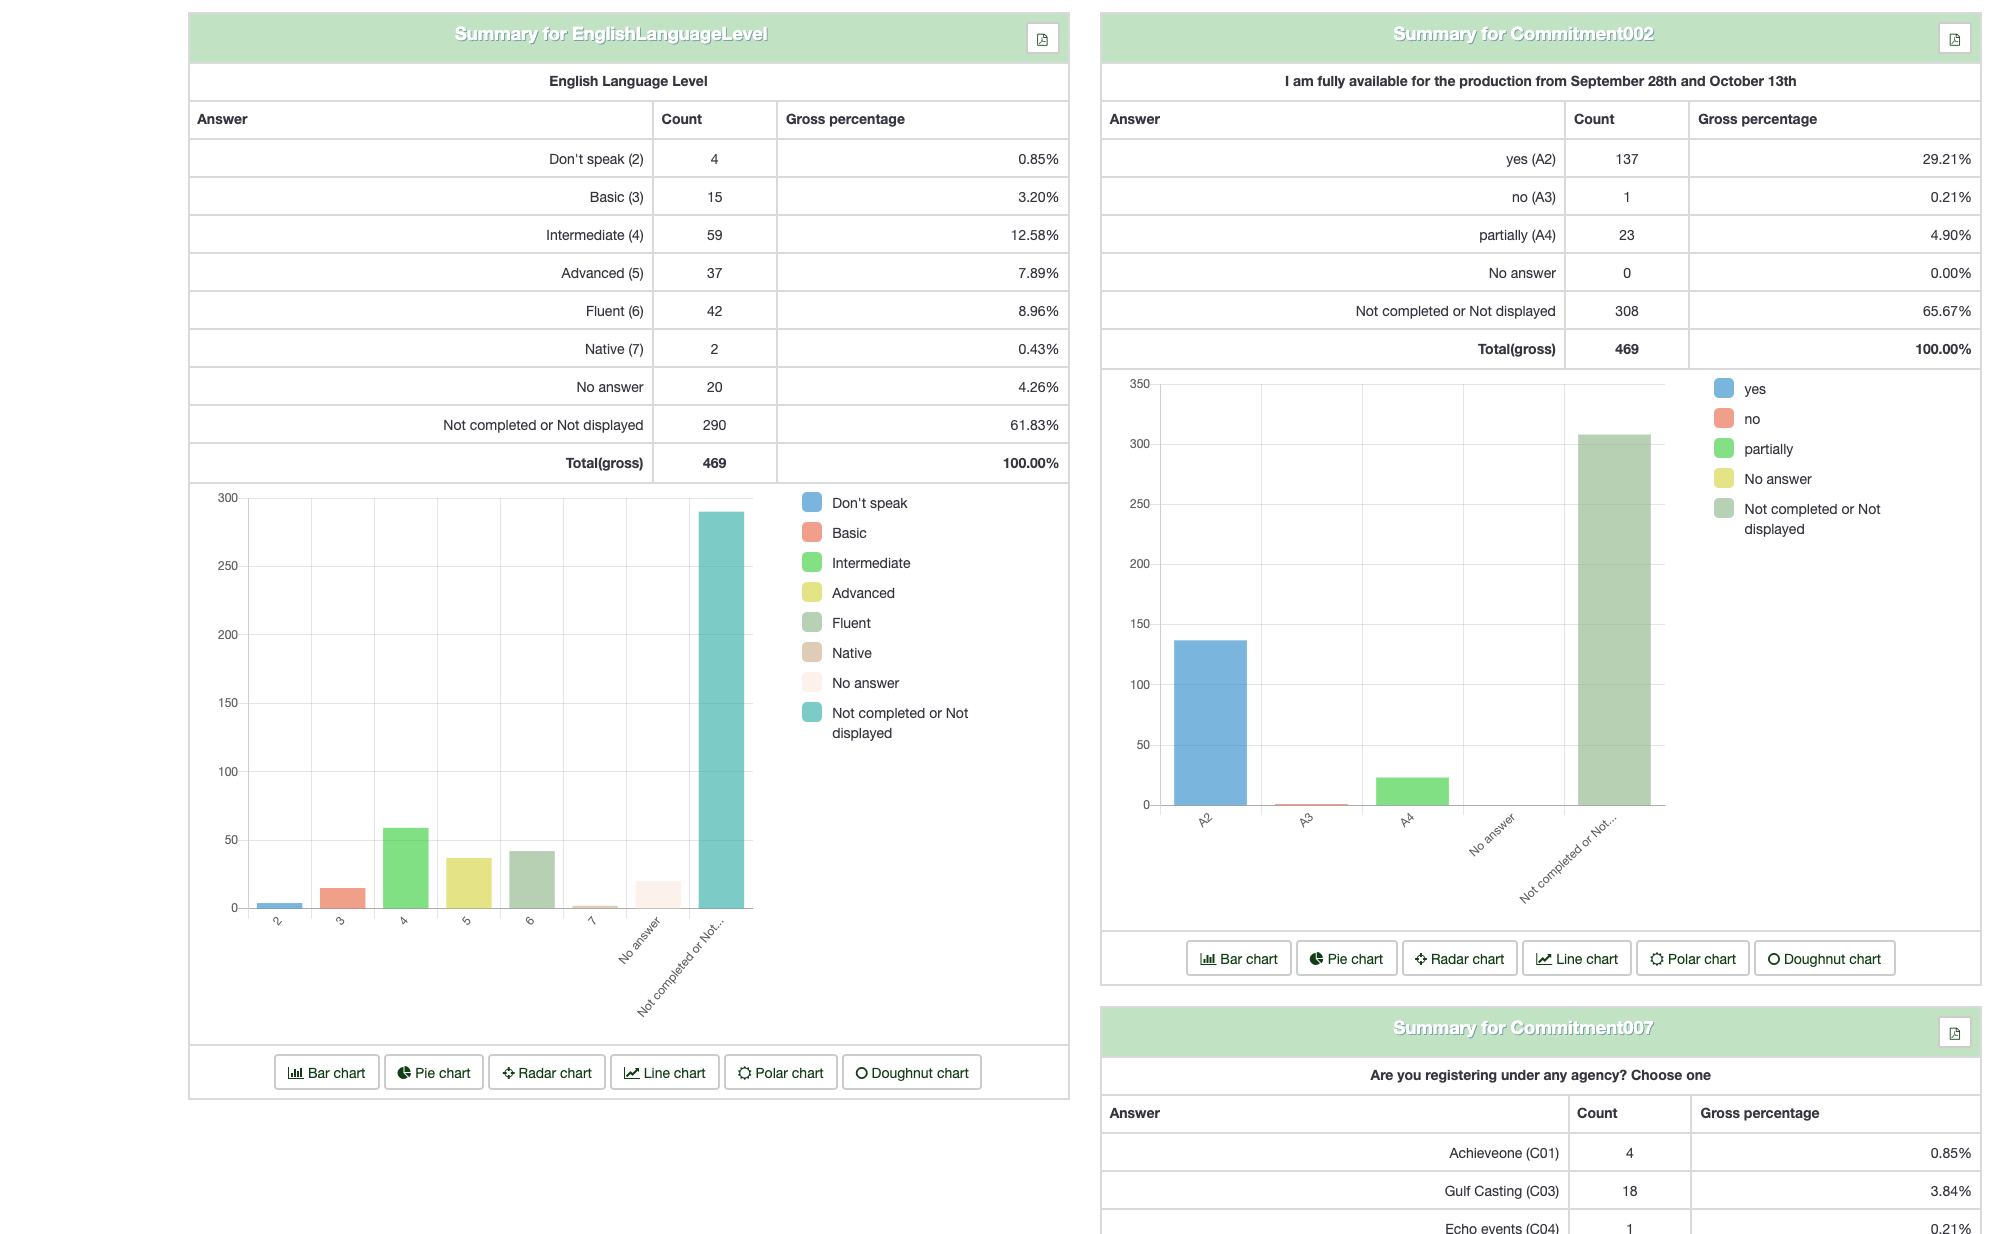 Summary for EnglishLanguageLevel
English Language Level
Answer Count Gross percentage
Don't speak (2) 4 0.85%
Basic (3) 15 3.20%
Intermediate (4) 59 12.58%
Advanced (5) 37 7.89%
Fluent (6) 42 8.96%
Native (7) 2 0.43%
No answer 20 4.26%
Not completed or Not displayed 290 61.83%
Total(gross) 469 100.00%
300
250
200
150
100
50
0
2
3
4
5
6
7
No answer
Not completed or Not...
Don't speak
Basic
Intermediate
Advanced
Fluent
Native
No answer
Not completed or Not
displayed
Bar chart Pie chart Radar chart Line chart Polar chart Doughnut chart
Summary for Commitment002
I am fully available for the production from September 28th and October 13th
Answer Count Gross percentage
yes (A2) 137 29.21%
no (A3) 1 0.21%
partially (A4) 23 4.90%
No answer 0 0.00%
Not completed or Not displayed 308 65.67%
Total(gross) 469 100.00%
350
300
250
200
150
100
50
0
A2
A3
A4
No answer
Not completed or Not...
yes
no
partially
No answer
Not completed or Not
displayed
Bar chart Pie chart Radar chart Line chart Polar chart Doughnut chart
Summary for Commitment007
Are you registering under any agency? Choose one
Answer Count Gross percentage
Achieveone (C01) 4 0.85%
Gulf Casting (C03) 18 3.84%
Echo events (C04) 1 0.21%